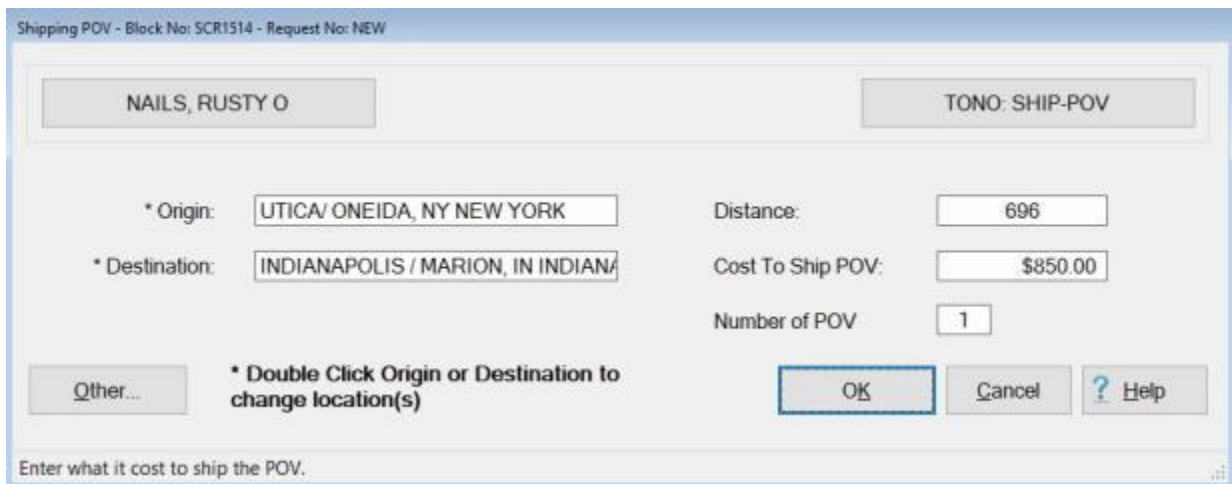 Shipping POV - Block No: SCR1514 - Request No: NEW
NAILS, RUSTY O
TONO: SHIP-POV
* Origin: UTICA/ ONEIDA, NY NEW YORK
Distance: 696
* Destination: INDIANAPOLIS / MARION, IN INDIANA
Cost To Ship POV: $850.00
Number of POV 1
Other...
* Double Click Origin or Destination to
change location(s)
OK
Cancel
? Help
Enter what it cost to ship the POV.